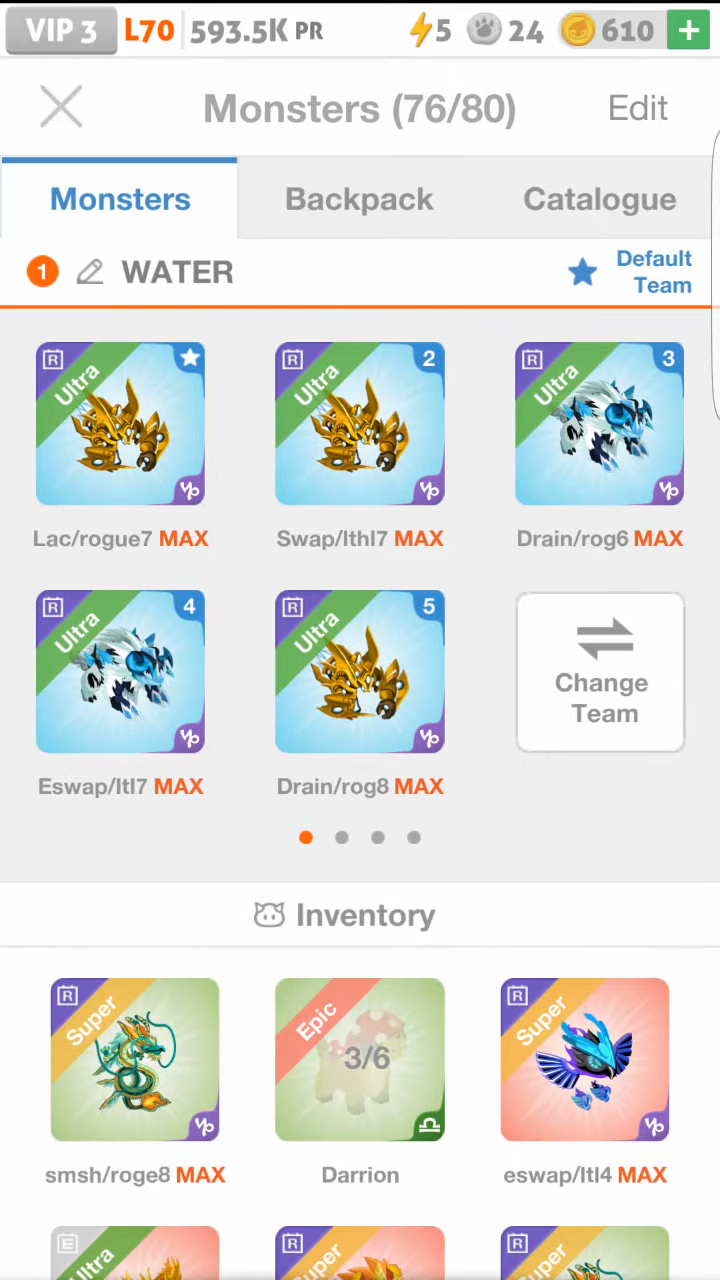 VIP 3 L70 593.5K PR 5 24 610 +
Monsters (76/80) Edit
Monsters Backpack Catalogue
1 WATER Default
Team
R Ultra R Ultra 2 R Ultra 3
Lac/rogue7 MAX Swap/lthl7 MAX Drain/rog6 MAX
R Ultra 4 R Ultra 5
Change
Team
Eswap/ltl7 MAX Drain/rog8 MAX
Inventory
R Super Epic 3/6 R Super
smsh/roge8 MAX Darrion eswap/ltl4 MAX
E Ultra R Super R Super